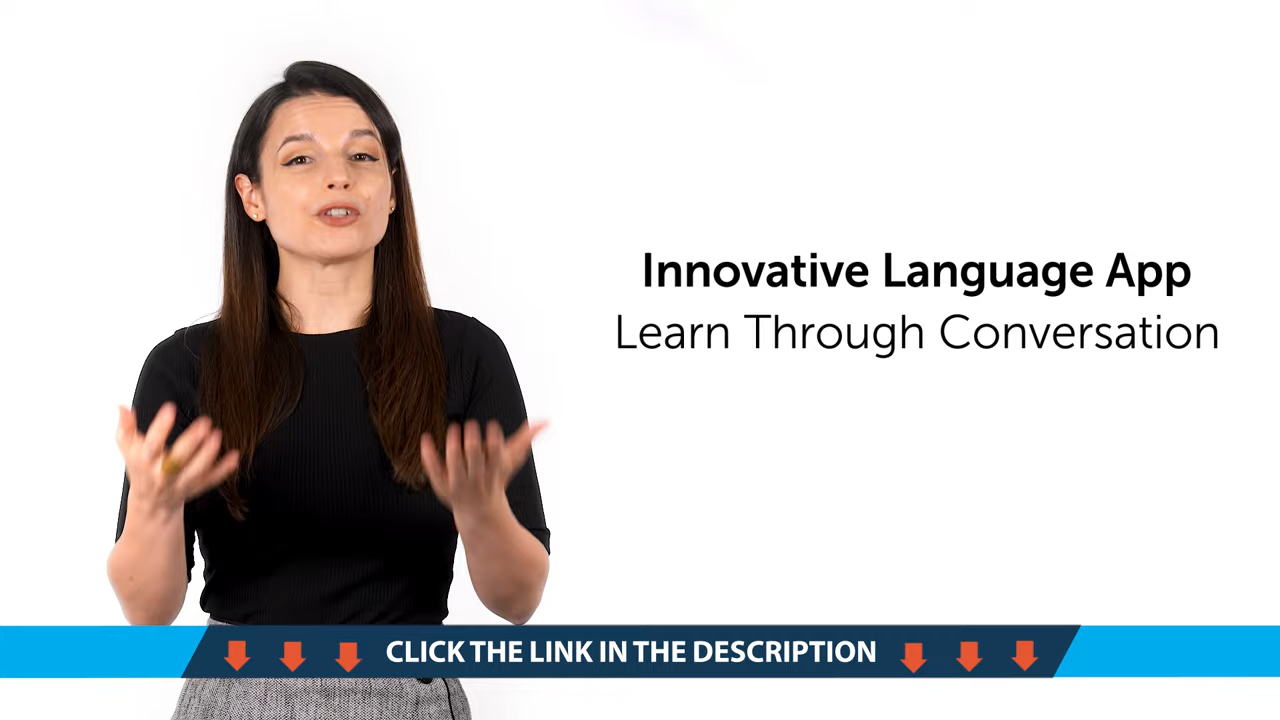 Innovative Language App
Learn Through Conversation
CLICK THE LINK IN THE DESCRIPTION